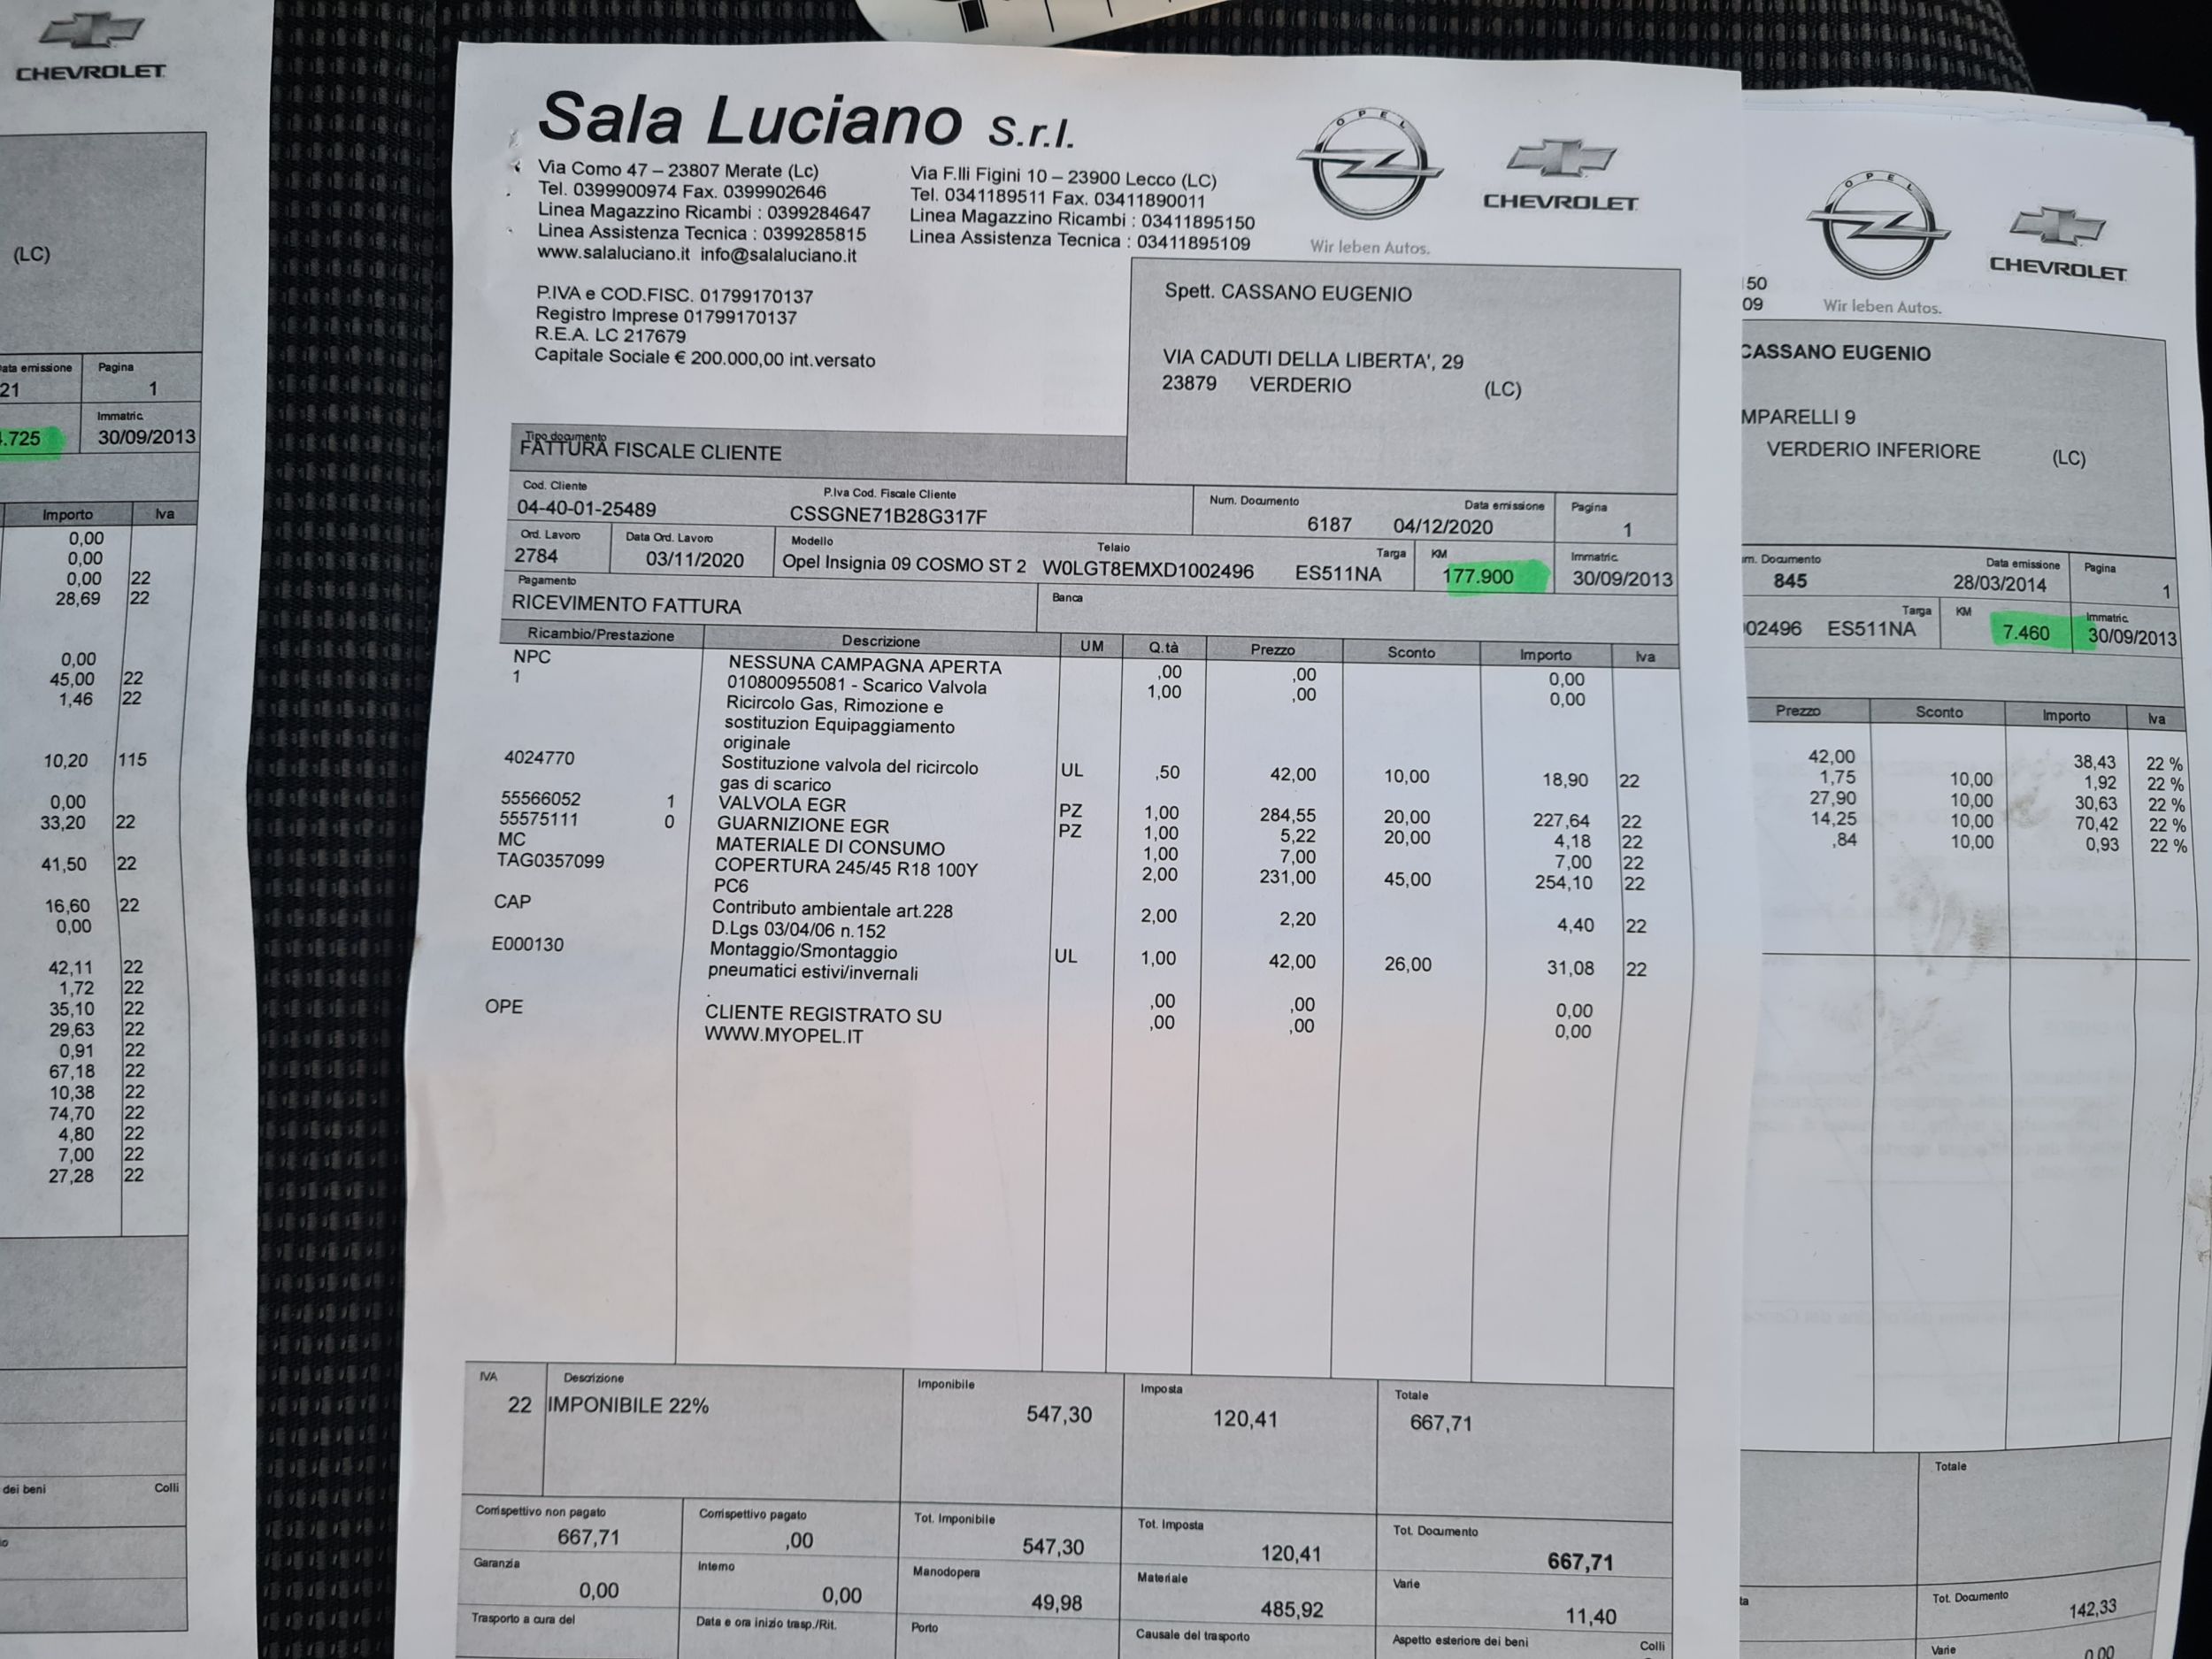 CHEVROLET
(LC)
Data emissione Pagina
21 1
Immatric.
.725 30/09/2013
Importo Iva
0,00
0,00
0,00 22
28,69 22
0,00
45,00 22
1,46 22
10,20 115
0,00
33,20 22
41,50 22
16,60 22
0,00
42,11 22
1,72 22
35,10 22
29,63 22
0,91 22
67,18 22
10,38 22
74,70 22
4,80 22
7,00 22
27,28 22
dei beni Colli
Sala Luciano S.r.l.
Via Como 47 – 23807 Merate (Lc)
Tel. 0399900974 Fax. 0399902646
Linea Magazzino Ricambi : 0399284647
Linea Assistenza Tecnica : 0399285815
www.salaluciano.it info@salaluciano.it
Via F.lli Figini 10 – 23900 Lecco (LC)
Tel. 0341189511 Fax. 03411890011
Linea Magazzino Ricambi : 03411895150
Linea Assistenza Tecnica : 03411895109
OPEL
Wir leben Autos.
CHEVROLET
P.IVA e COD.FISC. 01799170137
Registro Imprese 01799170137
R.E.A. LC 217679
Capitale Sociale € 200.000,00 int.versato
Spett. CASSANO EUGENIO
VIA CADUTI DELLA LIBERTA', 29
23879 VERDERIO (LC)
Tipo documento
FATTURA FISCALE CLIENTE
Cod. Cliente P.Iva Cod. Fiscale Cliente Num. Documento Data emissione Pagina
04-40-01-25489 CSSGNE71B28G317F 6187 04/12/2020 1
Ord. Lavoro Data Ord. Lavoro Modello Telaio Targa KM Immatric.
2784 03/11/2020 Opel Insignia 09 COSMO ST 2 W0LGT8EMXD1002496 ES511NA 177.900 30/09/2013
Pagamento Banca
RICEVIMENTO FATTURA
Ricambio/Prestazione Descrizione UM Q.tà Prezzo Sconto Importo Iva
NPC NESSUNA CAMPAGNA APERTA ,00 ,00 0,00
1 010800955081 - Scarico Valvola 1,00 ,00 0,00
Ricircolo Gas, Rimozione e
sostituzion Equipaggiamento
originale
4024770 Sostituzione valvola del ricircolo UL ,50 42,00 10,00 18,90 22
gas di scarico
55566052 1 VALVOLA EGR PZ 1,00 284,55 20,00 227,64 22
55575111 0 GUARNIZIONE EGR PZ 1,00 5,22 20,00 4,18 22
MC MATERIALE DI CONSUMO 1,00 7,00 7,00 22
TAG0357099 COPERTURA 245/45 R18 100Y 2,00 231,00 45,00 254,10 22
PC6
CAP Contributo ambientale art.228 2,00 2,20 4,40 22
D.Lgs 03/04/06 n.152
E000130 Montaggio/Smontaggio UL 1,00 42,00 26,00 31,08 22
pneumatici estivi/invernali
. ,00 ,00 0,00
OPE CLIENTE REGISTRATO SU ,00 ,00 0,00
WWW.MYOPEL.IT
IVA Descrizione Imponibile Imposta Totale
22 IMPONIBILE 22% 547,30 120,41 667,71
Corrispettivo non pagato Corrispettivo pagato Tot. Imponibile Tot. Imposta Tot. Documento
667,71 ,00 547,30 120,41 667,71
Garanzia Interno Manodopera Materiale Varie
0,00 0,00 49,98 485,92 11,40
Trasporto a cura del Data e ora inizio trasp./Rit. Porto Causale del trasporto Aspetto esteriore dei beni Colli
OPEL
Wir leben Autos.
CHEVROLET
150
09
CASSANO EUGENIO
MPARELLI 9
VERDERIO INFERIORE (LC)
m. Documento Data emissione Pagina
845 28/03/2014 1
Targa KM Immatric.
02496 ES511NA 7.460 30/09/2013
Prezzo Sconto Importo Iva
42,00 38,43 22 %
1,75 10,00 1,92 22 %
27,90 10,00 30,63 22 %
14,25 10,00 70,42 22 %
,84 10,00 0,93 22 %
Totale
ta Tot. Documento
142,33
Varie
0,00